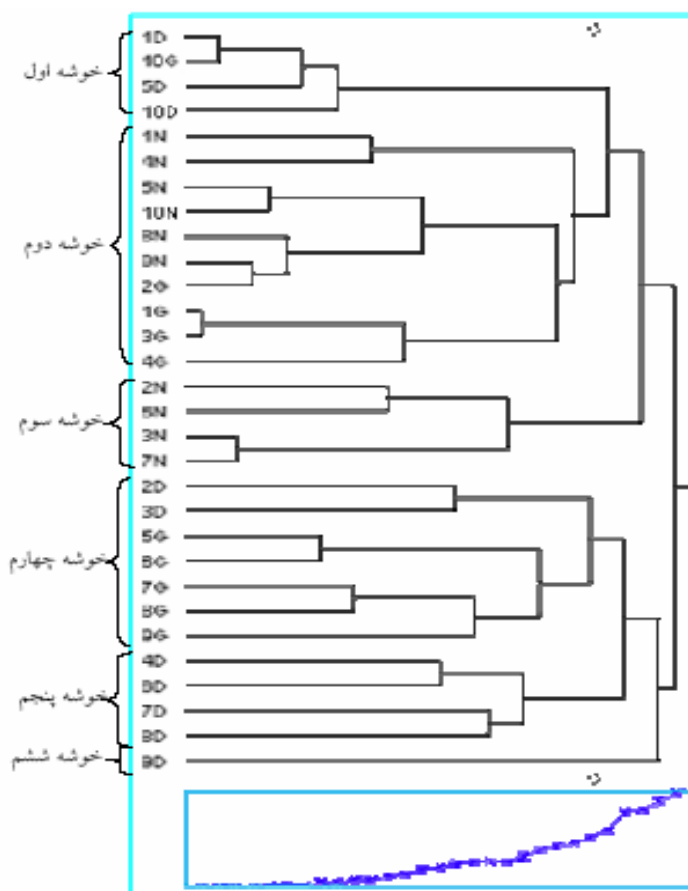 1D
10G
خوشه اول
5D
10D
1N
4N
5N
10N
8N
خوشه دوم
9N
2G
1G
3G
4G
2N
6N
خوشه سوم
3N
7N
2D
3D
5G
6G
خوشه چهارم
7G
8G
9G
4D
6D
خوشه پنجم
7D
8D
خوشه ششم
9D